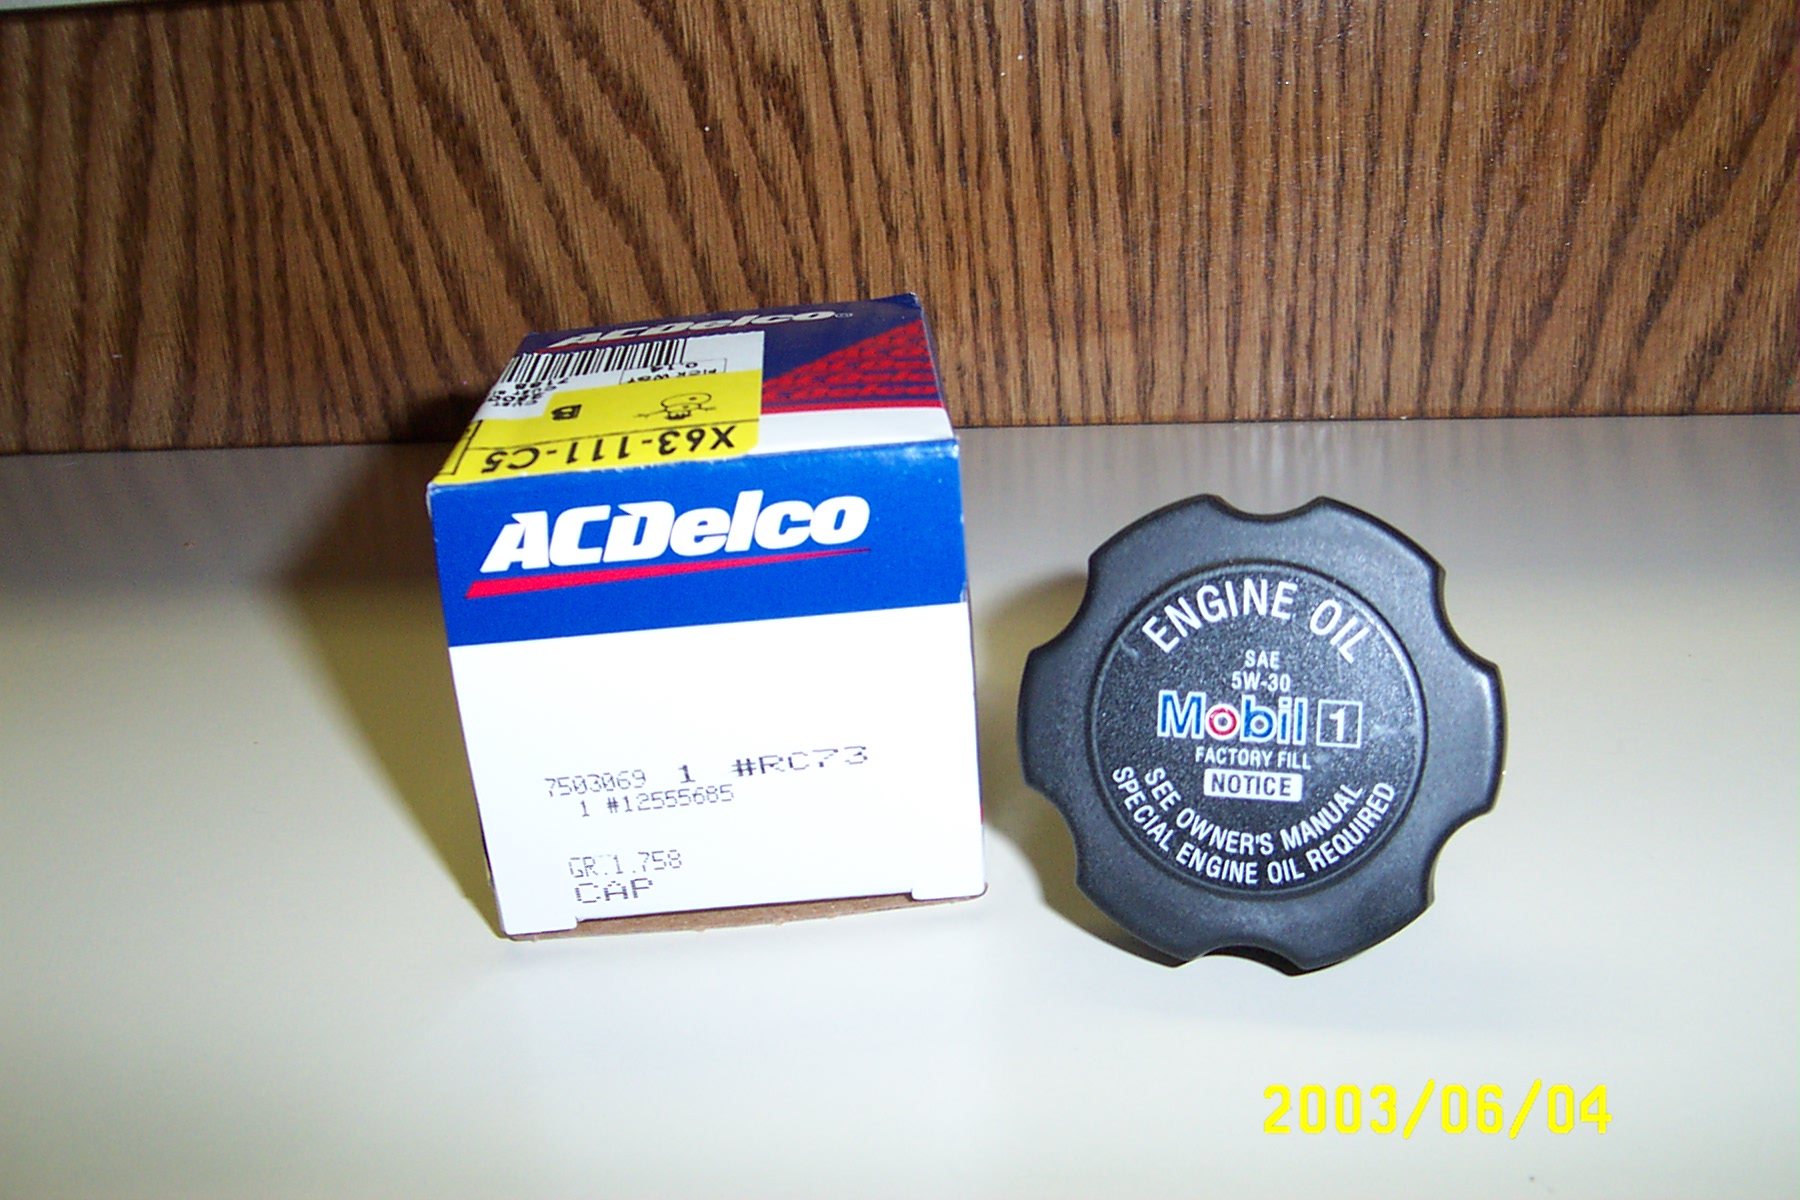 ACDelco
X63-111-C5
B
ACDelco
7503069 1 #RC73
1 #12555685
GR.1.758
CAP
ENGINE OIL
SAE
5W-30
Mobil 1
FACTORY FILL
NOTICE
SEE OWNER'S MANUAL
SPECIAL ENGINE OIL REQUIRED
2003/06/04